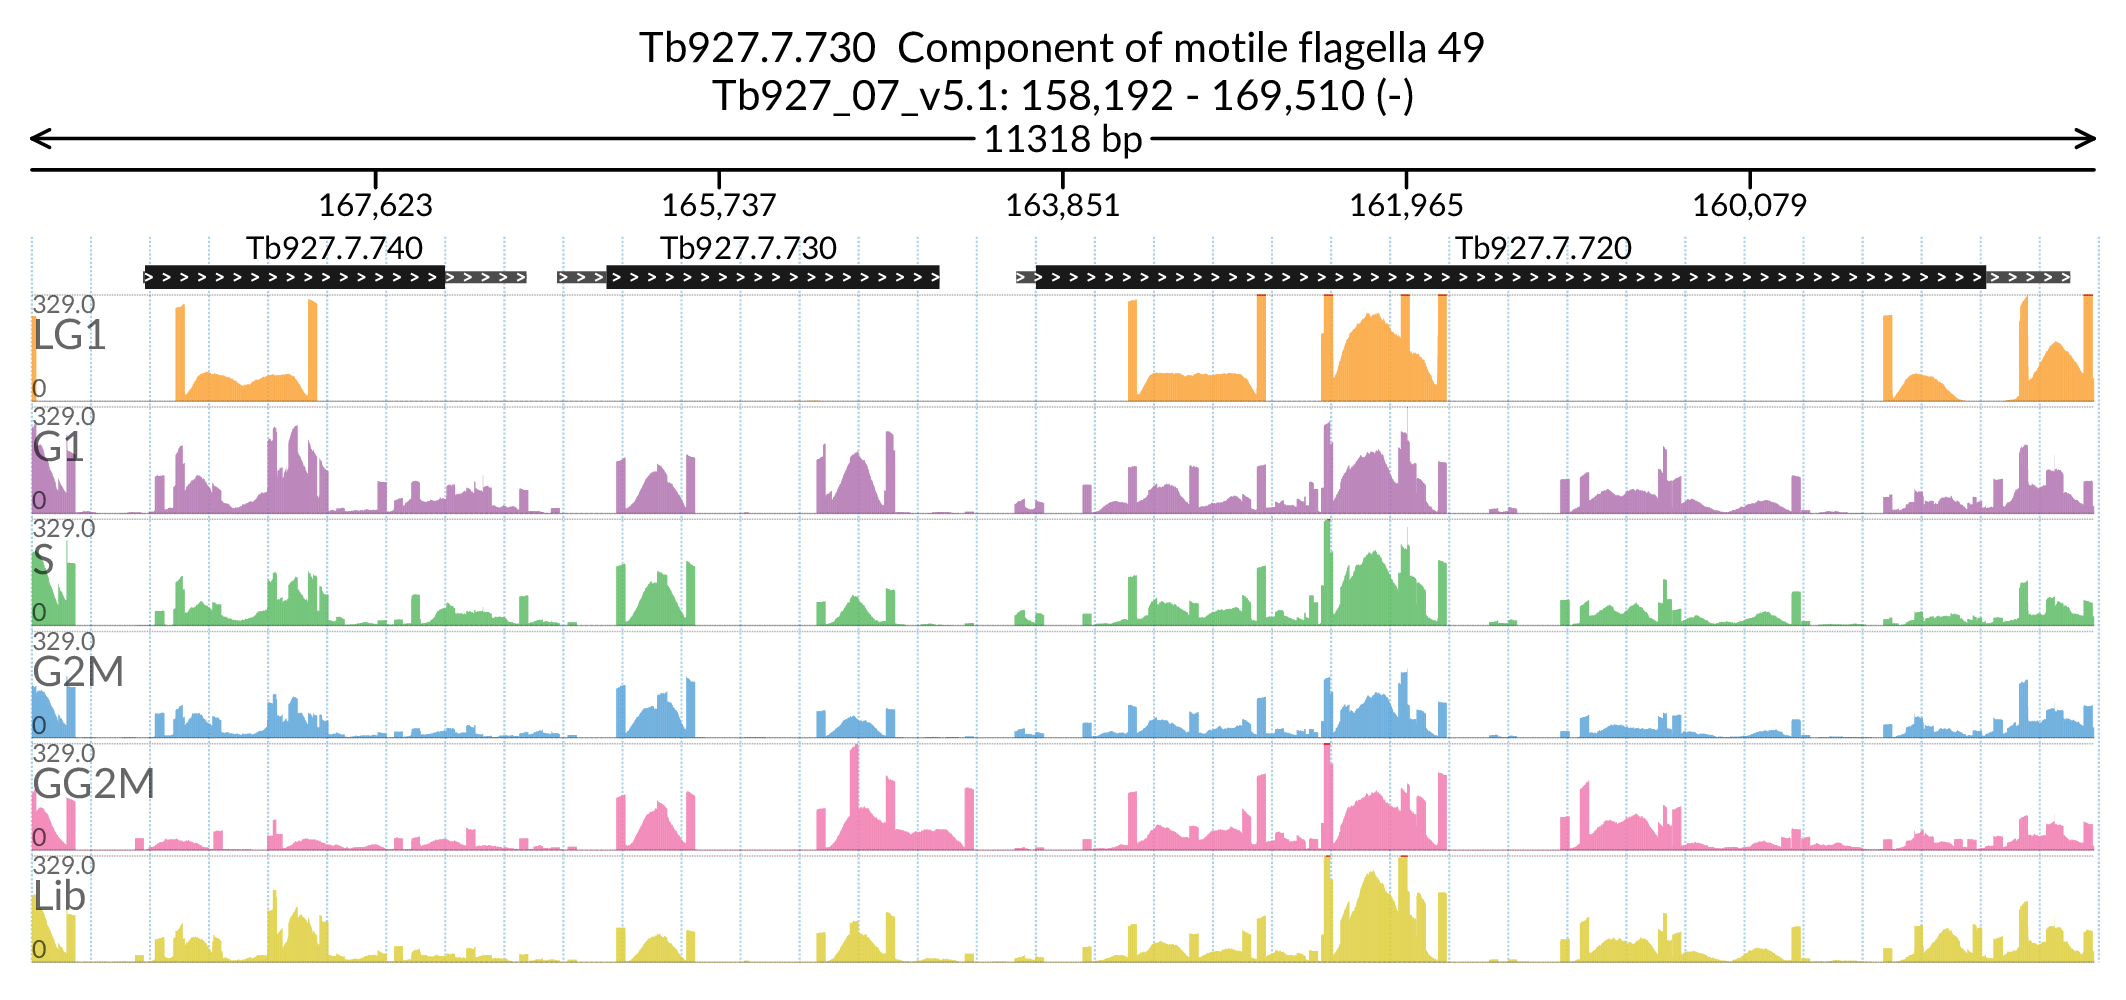 Tb927.7.730  Component of motile flagella 49
Tb927_07_v5.1: 158,192 - 169,510 (-)
11318 bp
167,623 165,737 163,851 161,965 160,079
Tb927.7.740 Tb927.7.730 Tb927.7.720
329.0
LG1
0
329.0
G1
0
329.0
S
0
329.0
G2M
0
329.0
GG2M
0
329.0
Lib
0